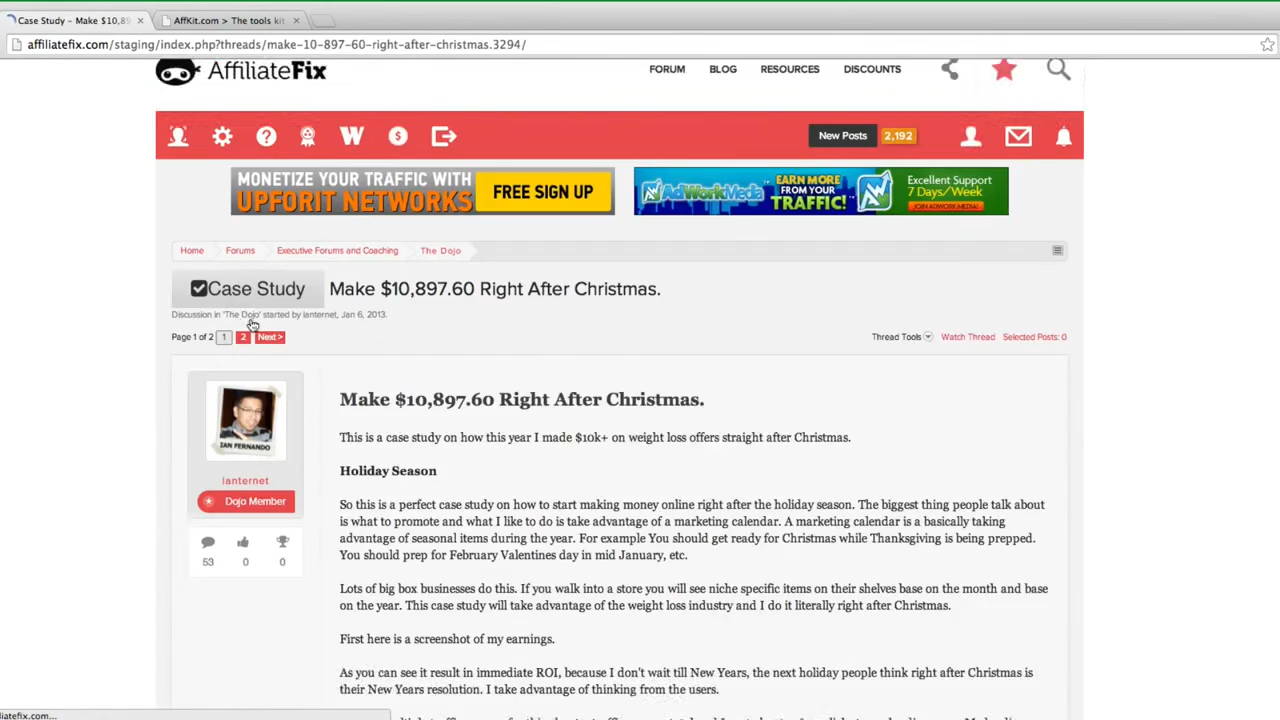 Case Study - Make $10,89
AffKit.com > The tools kit
affiliatefix.com/staging/index.php?threads/make-10-897-60-right-after-christmas.3294/
AffiliateFix
FORUM BLOG RESOURCES DISCOUNTS
W $ New Posts 2,192
MONETIZE YOUR TRAFFIC WITH
UPFORIT NETWORKS
FREE SIGN UP
AdWorkMedia
EARN MORE
FROM YOUR
TRAFFIC!
Excellent Support
7 Days/Week
JOIN ADWORK MEDIA!
Home Forums Executive Forums and Coaching The Dojo
Case Study Make $10,897.60 Right After Christmas.
Discussion in 'The Dojo' started by ianternet, Jan 6, 2013.
Page 1 of 2 1 2 Next > Thread Tools Watch Thread Selected Posts: 0
IAN FERNANDO
ianternet
Dojo Member
53 0 0
Make $10,897.60 Right After Christmas.
This is a case study on how this year I made $10k+ on weight loss offers straight after Christmas.
Holiday Season
So this is a perfect case study on how to start making money online right after the holiday season. The biggest thing people talk about
is what to promote and what I like to do is take advantage of a marketing calendar. A marketing calendar is a basically taking
advantage of seasonal items during the year. For example You should get ready for Christmas while Thanksgiving is being prepped.
You should prep for February Valentines day in mid January, etc.
Lots of big box businesses do this. If you walk into a store you will see niche specific items on their shelves base on the month and base
on the year. This case study will take advantage of the weight loss industry and I do it literally right after Christmas.
First here is a screenshot of my earnings.
As you can see it result in immediate ROI, because I don't wait till New Years, the next holiday people think right after Christmas is
their New Years resolution. I take advantage of thinking from the users.
liatefix.com...